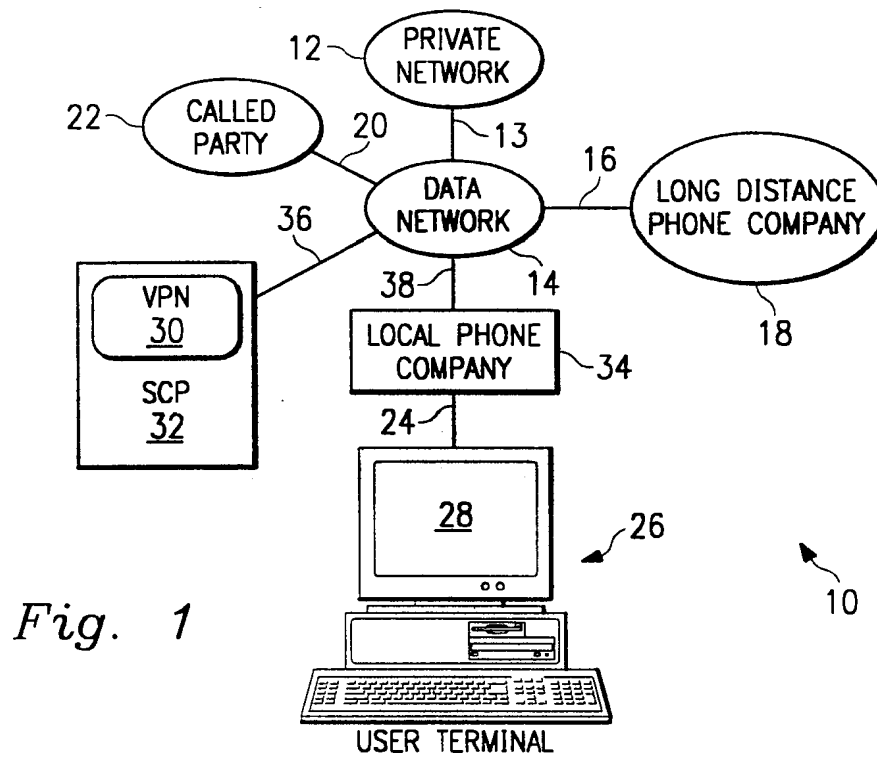 12
PRIVATE
NETWORK
13
22
CALLED
PARTY
20
DATA
NETWORK
14
16
LONG DISTANCE
PHONE COMPANY
18
36
VPN
30
SCP
32
38
LOCAL PHONE
COMPANY
34
24
28
26
10
Fig. 1
USER TERMINAL